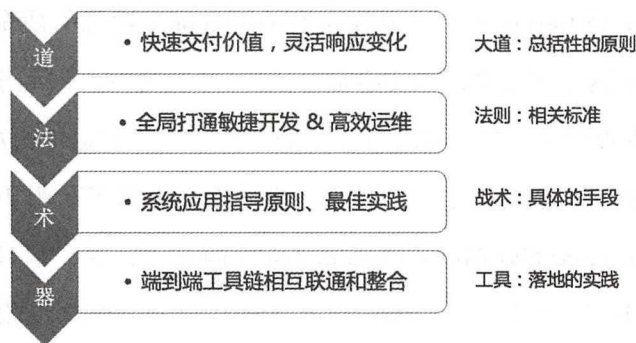 道
• 快速交付价值，灵活响应变化
大道：总括性的原则
法
• 全局打通敏捷开发 & 高效运维
法则：相关标准
术
• 系统应用指导原则、最佳实践
战术：具体的手段
器
• 端到端工具链相互联通和整合
工具：落地的实践